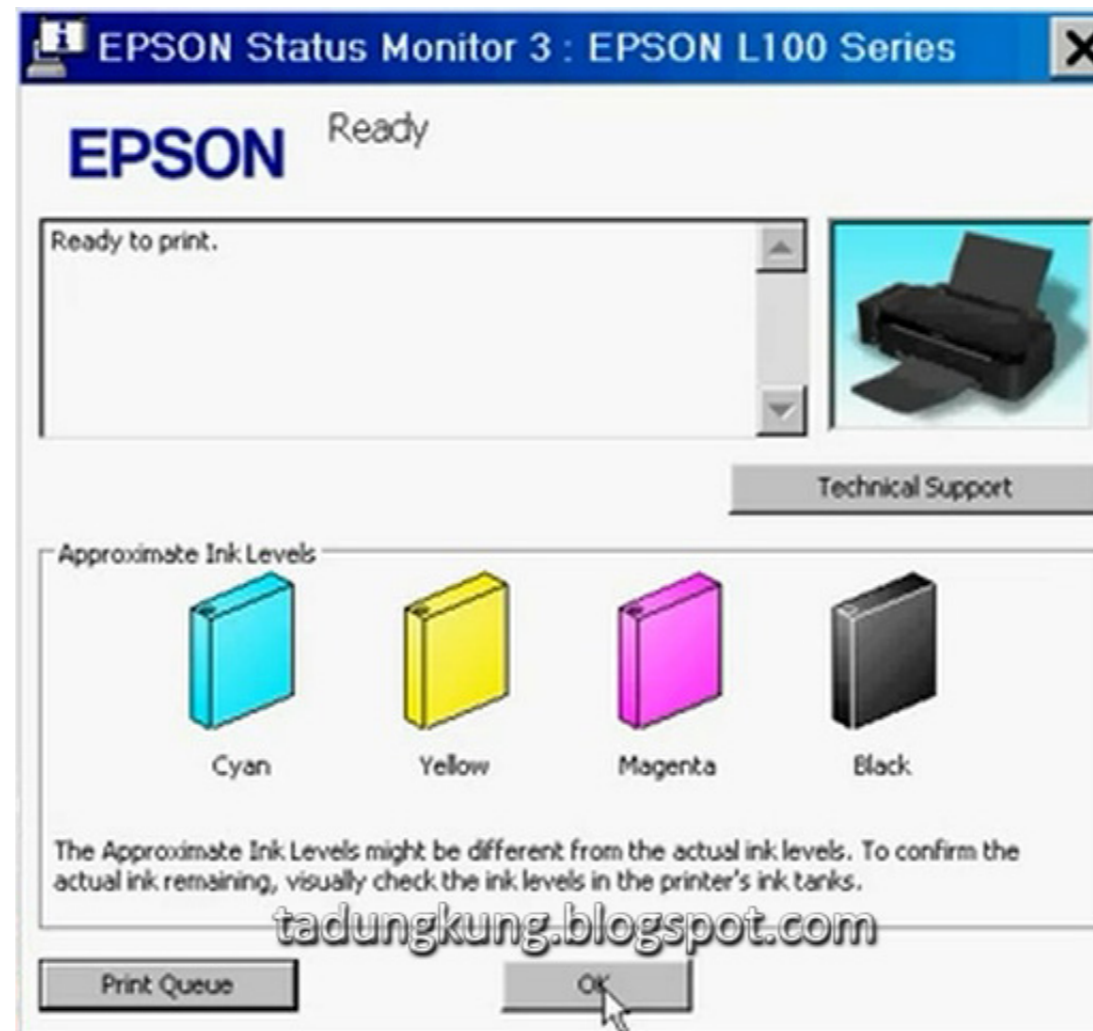 EPSON Status Monitor 3 : EPSON L100 Series
EPSON
Ready
Ready to print.
Technical Support
Approximate Ink Levels
Cyan Yellow Magenta Black
The Approximate Ink Levels might be different from the actual ink levels. To confirm the
actual ink remaining, visually check the ink levels in the printer's ink tanks.
tadungkung.blogspot.com
Print Queue OK